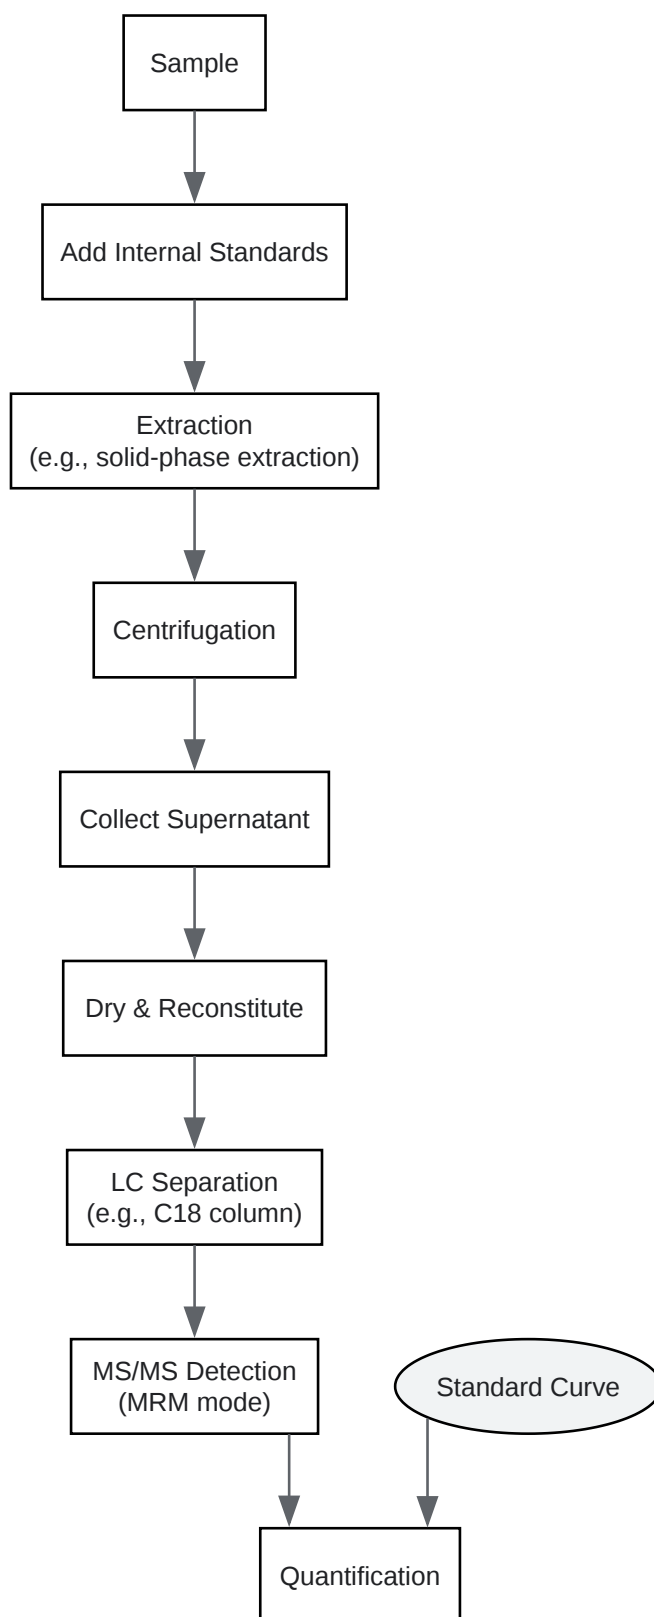 Sample
Add Internal Standards
Extraction
(e.g., solid-phase extraction)
Centrifugation
Collect Supernatant
Dry & Reconstitute
LC Separation
(e.g., C18 column)
MS/MS Detection
(MRM mode)
Standard Curve
Quantification